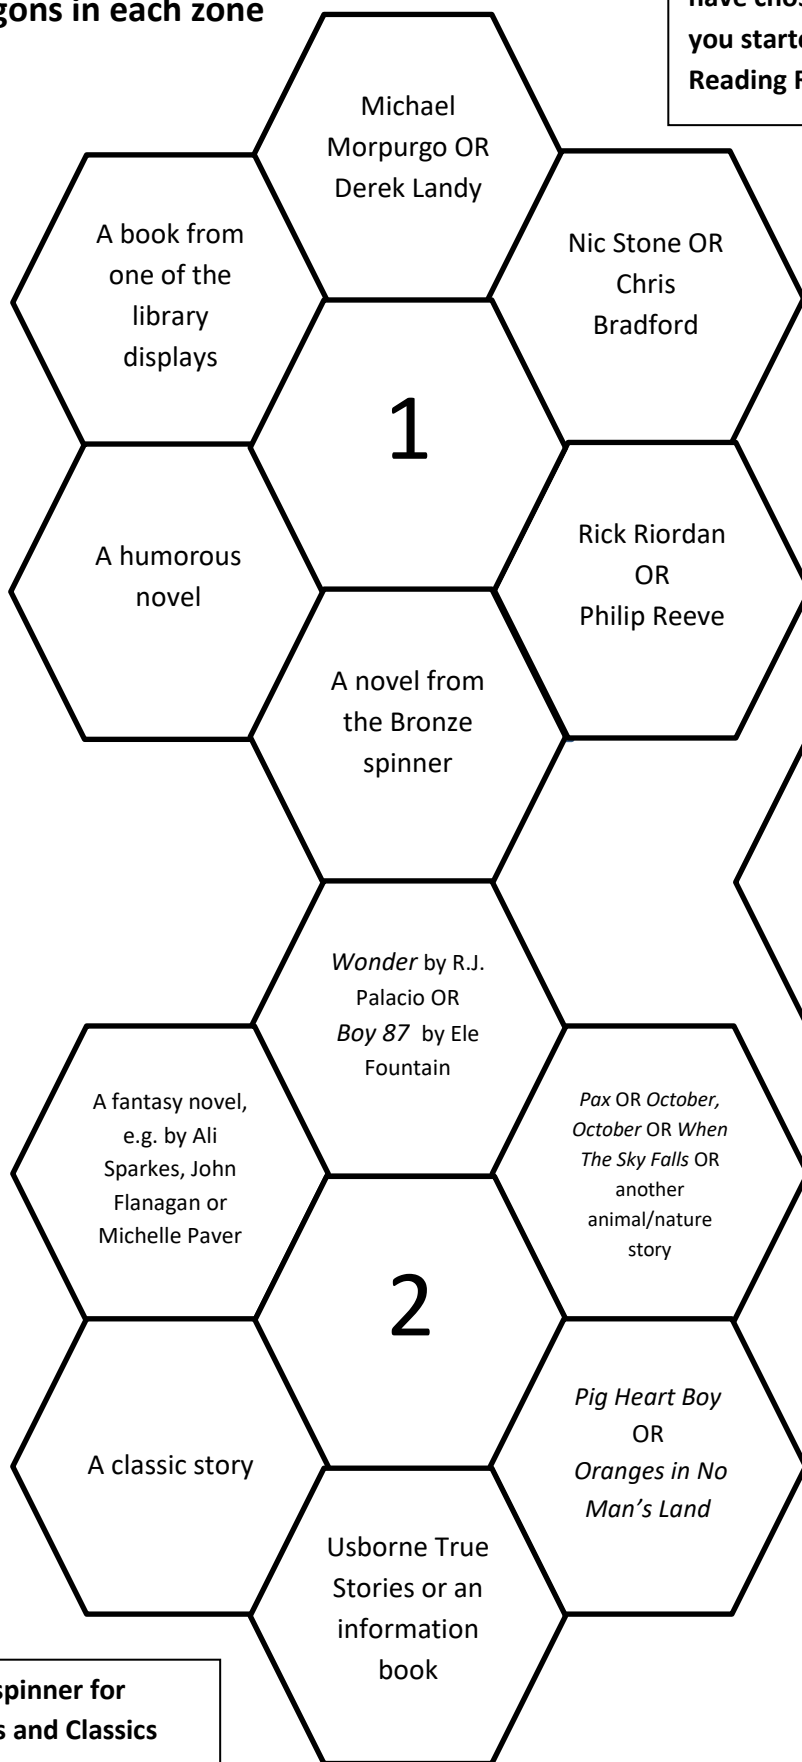 gons in each zone
you starte
Reading F
Michael
Morpurgo OR
Derek Landy
A book from
one of the
library
displays
Nic Stone OR
Chris
Bradford
1
A humorous
novel
Rick Riordan
OR
Philip Reeve
A novel from
the Bronze
spinner
Wonder by R.J.
Palacio OR
Boy 87 by Ele
Fountain
A fantasy novel,
e.g. by Ali
Sparkes, John
Flanagan or
Michelle Paver
Pax OR October,
October OR When
The Sky Falls OR
another
animal/nature
story
2
A classic story
Pig Heart Boy
OR
Oranges in No
Man's Land
Usborne True
Stories or an
information
book
spinner for
s and Classics